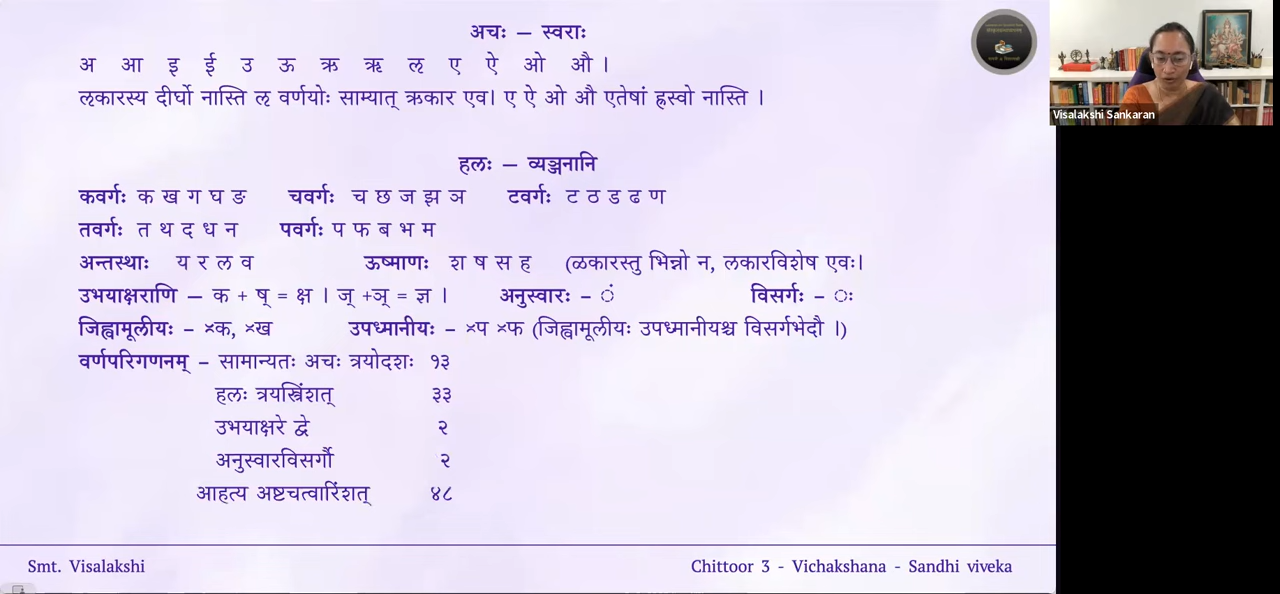 अचः – स्वराः
अ आ इ ई उ ऊ ऋ ॠ ऌ ए ऐ ओ औ ।
ऌकारस्य दीर्घो नास्ति ऌ वर्णयोः साम्यात् ऋकार एव। ए ऐ ओ औ एतेषां ह्रस्वो नास्ति ।
हलः – व्यञ्जनानि
कवर्गः क ख ग घ ङ चवर्गः च छ ज झ ञ टवर्गः ट ठ ड ढ ण
तवर्गः त थ द ध न पवर्गः प फ ब भ म
अन्तस्थाः य र ल व ऊष्माणः श ष स ह (ळकारस्तु भिन्नो न, लकारविशेष एवः।
उभयाक्षराणि – क + ष् = क्ष । ज् +ञ् = ज्ञ । अनुस्वारः – ं विसर्गः – ः
जिह्वामूलीयः – ᳵक, ᳵख उपध्मानीयः – ᳵप ᳵफ (जिह्वामूलीयः उपध्मानीयश्च विसर्गभेदौ ।)
वर्णपरिगणनम् – सामान्यतः अचः त्रयोदशः १३
हलः त्रयस्त्रिंशत् ३३
उभयाक्षरे द्वे २
अनुस्वारविसर्गौ २
आहत्य अष्टचत्वारिंशत् ४८
Smt. Visalakshi Chittoor 3 - Vichakshana - Sandhi viveka
Visalakshi Sankaran